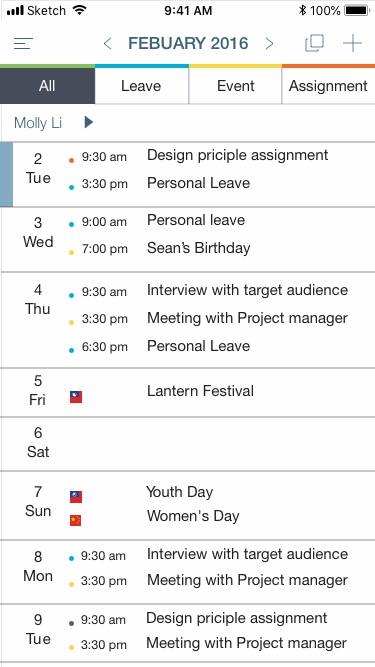 Sketch 9:41 AM 100%
FEBUARY 2016
All Leave Event Assignment
Molly Li
2 Tue
9:30 am Design priciple assignment
3:30 pm Personal Leave
3 Wed
9:00 am Personal leave
7:00 pm Sean's Birthday
4 Thu
9:30 am Interview with target audience
3:30 pm Meeting with Project manager
6:30 pm Personal Leave
5 Fri
Lantern Festival
6 Sat
7 Sun
Youth Day
Women's Day
8 Mon
9:30 am Interview with target audience
3:30 pm Meeting with Project manager
9 Tue
9:30 am Design priciple assignment
3:30 pm Meeting with Project manager